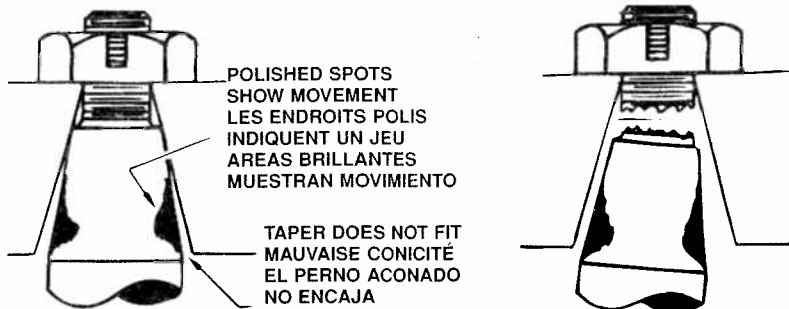 POLISHED SPOTS
SHOW MOVEMENT
LES ENDROITS POLIS
INDIQUENT UN JEU
AREAS BRILLANTES
MUESTRAN MOVIMIENTO
TAPER DOES NOT FIT
MAUVAISE CONICITÉ
EL PERNO ACONADO
NO ENCAJA